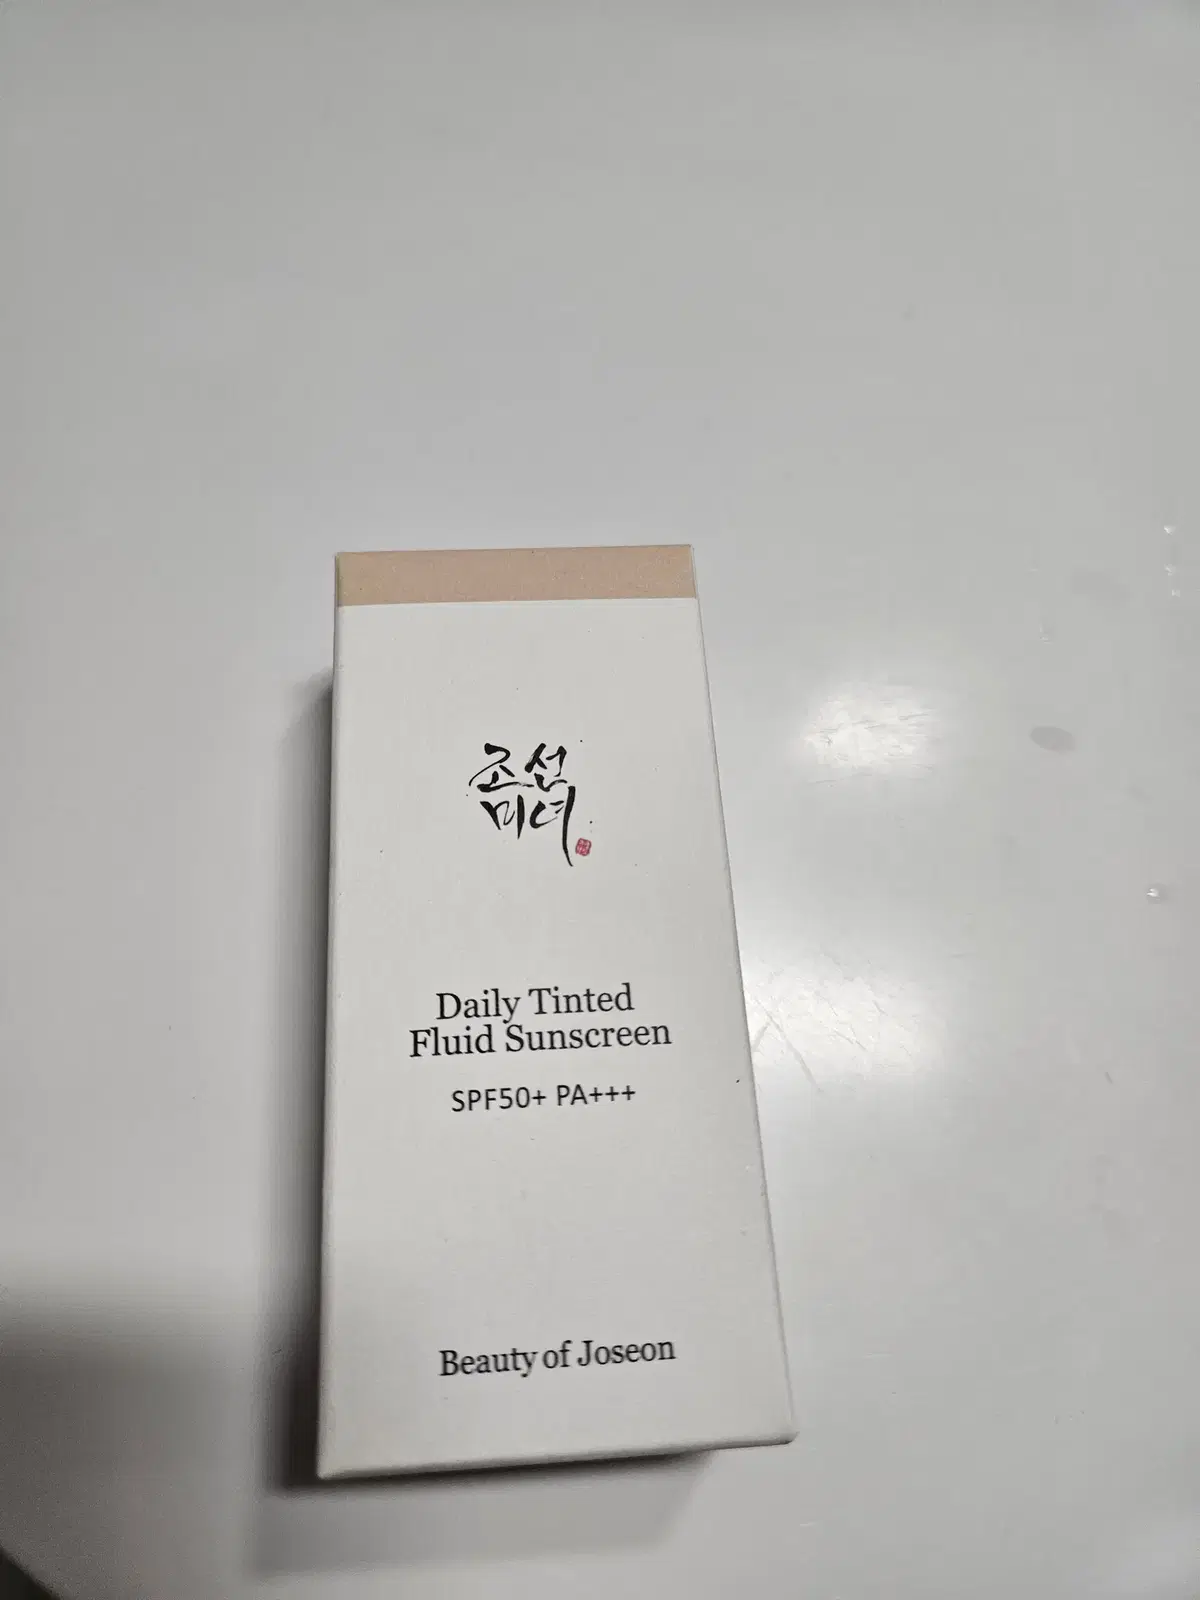 조선
미녀
Daily Tinted
Fluid Sunscreen
SPF50+ PA+++
Beauty of Joseon